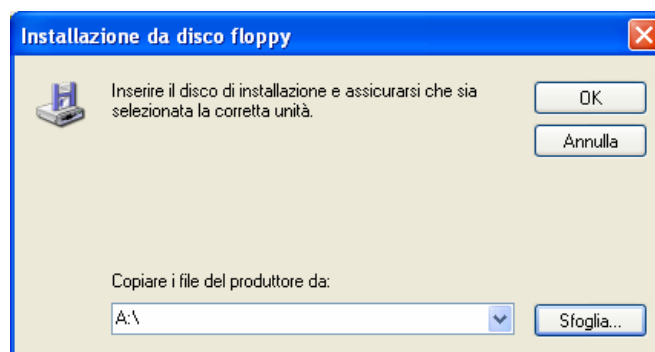 Installazione da disco floppy
Inserire il disco di installazione e assicurarsi che sia
selezionata la corretta unità.
OK
Annulla
Copiare i file del produttore da:
A:\
Sfoglia...